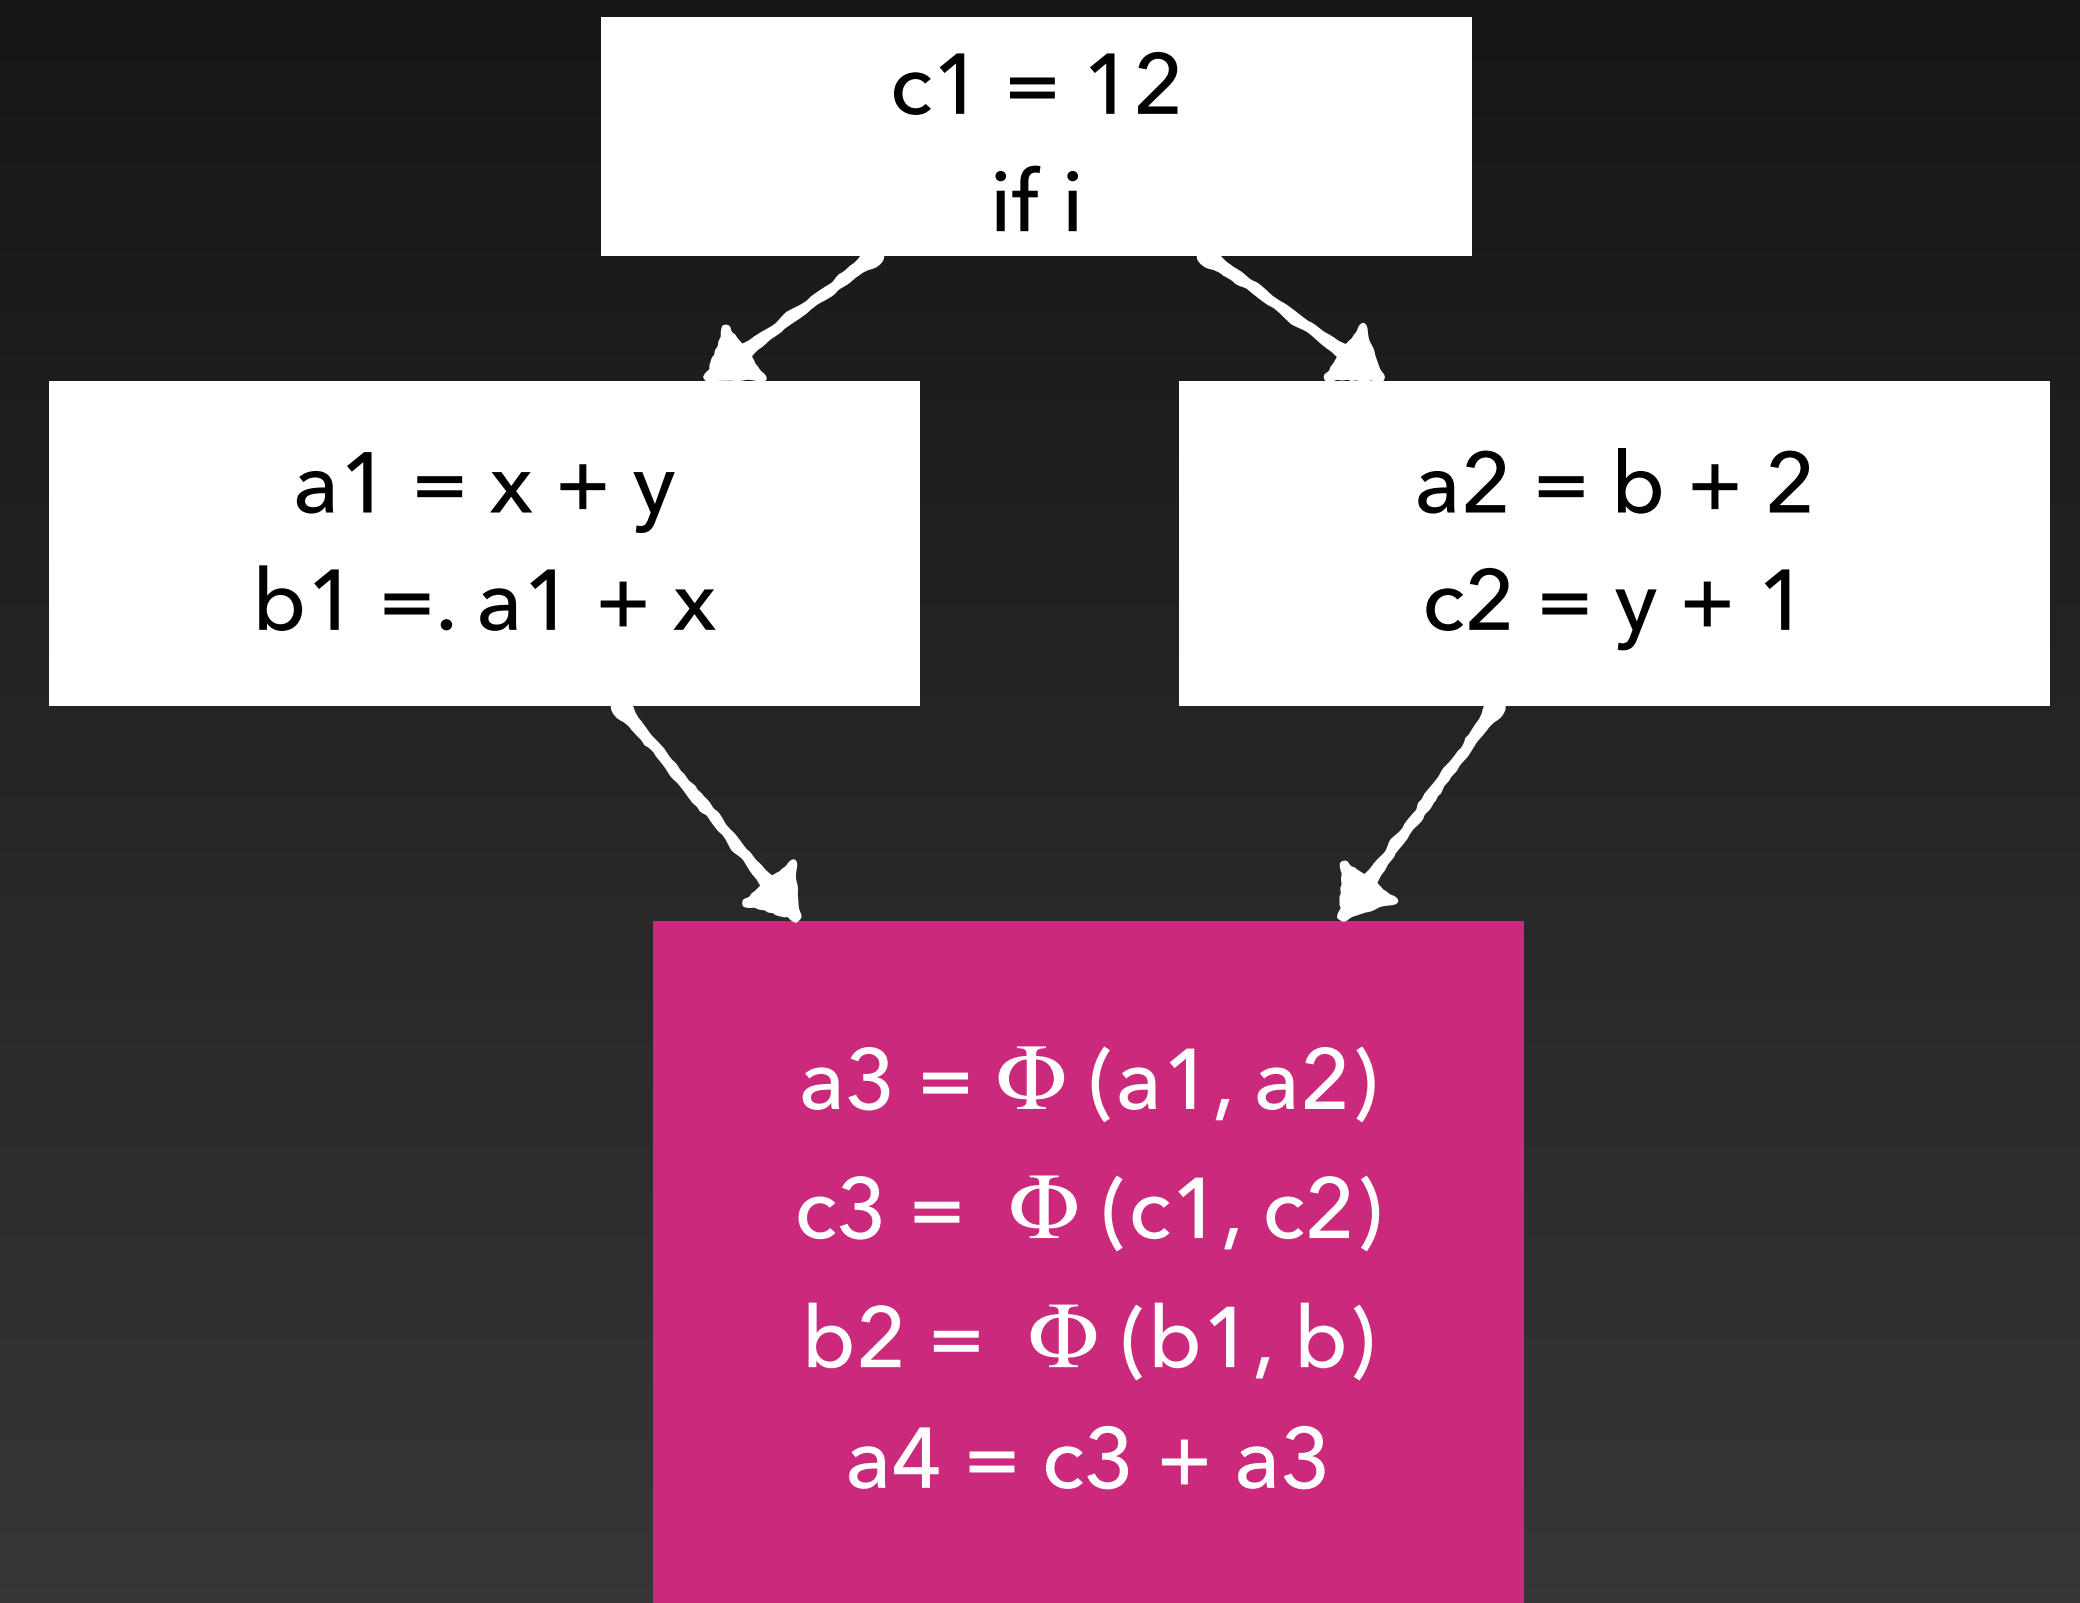 c1 = 12
if i
a1 = x + y
b1 =. a1 + x
a2 = b + 2
c2 = y + 1
a3 = Φ (a1, a2)
c3 = Φ (c1, c2)
b2 = Φ (b1, b)
a4 = c3 + a3